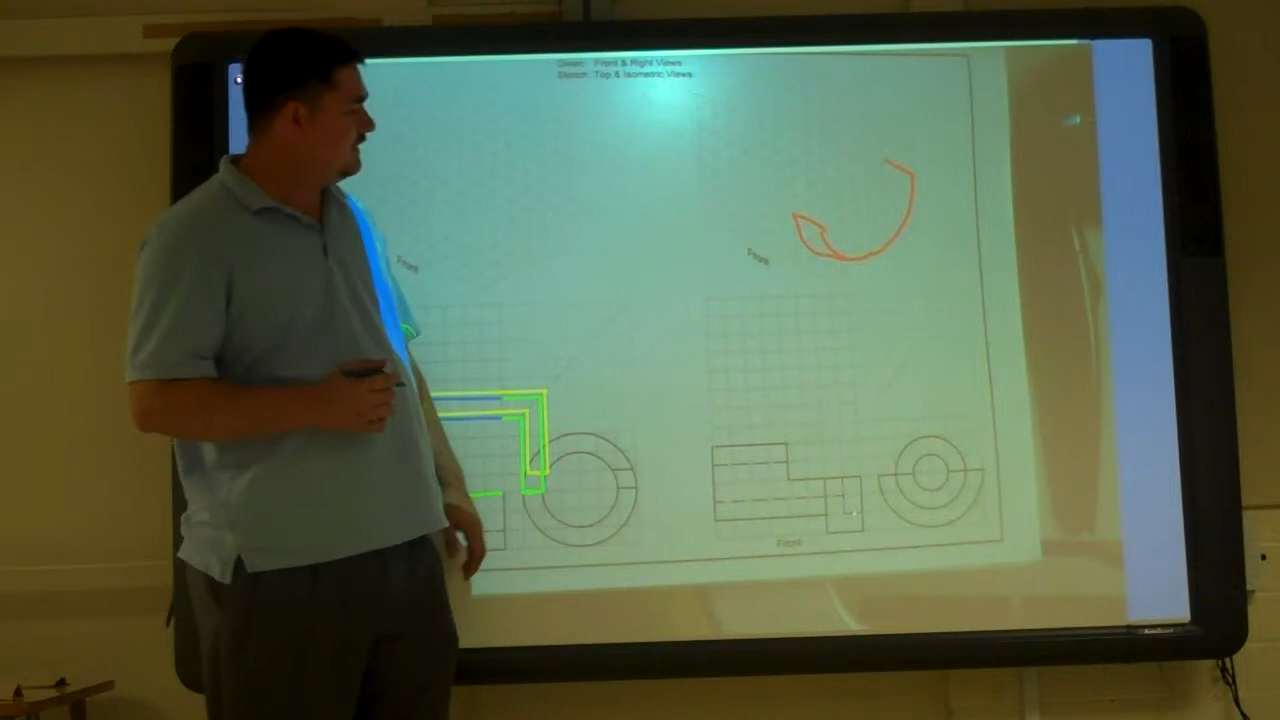 Given: Front & Right Views
Sketch: Top & Isometric Views
Front
Front
Front